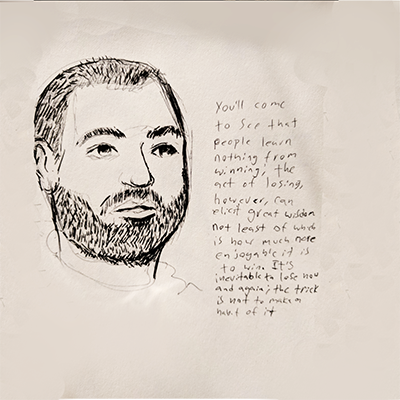 You'll come
to see that
people learn
nothing from
winning; the
act of losing,
however, can
elicit great wisdom
not least of which
is how much more
enjoyable it is
to win. It's
inevitable to lose now
and again; the trick
is not to make a
habit of it